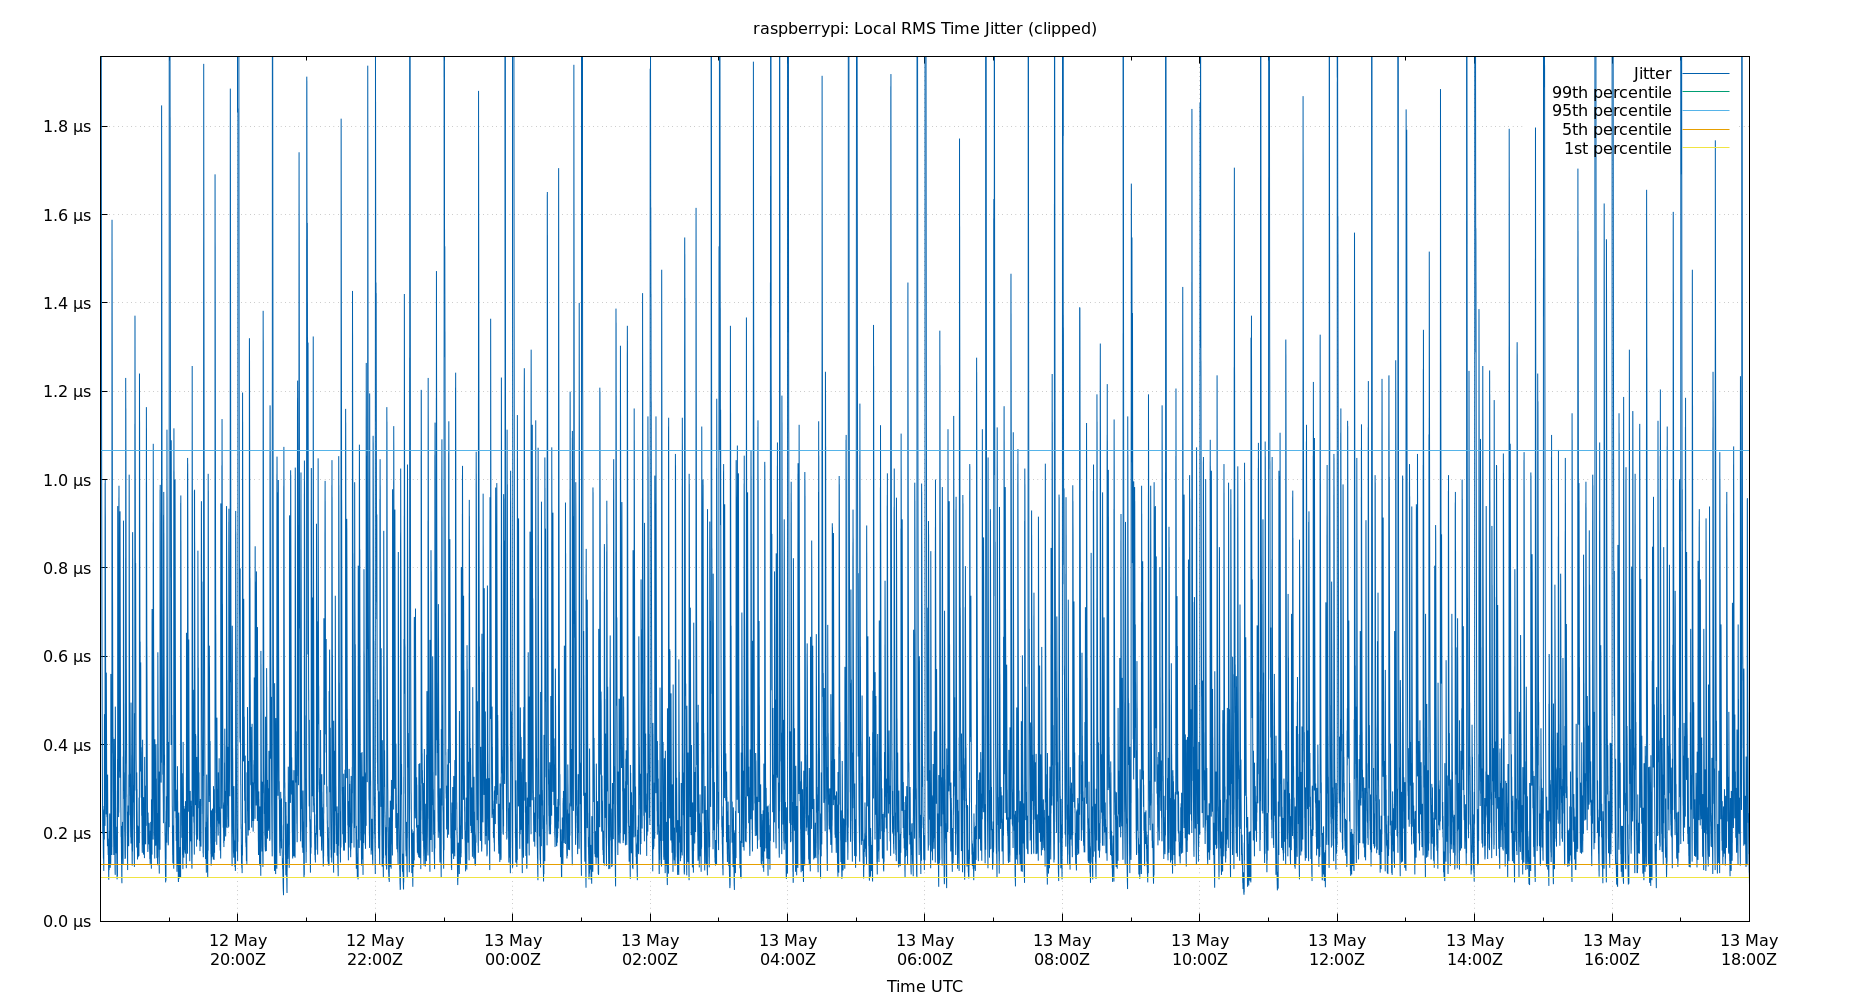 raspberrypi: Local RMS Time Jitter (clipped)
Jitter
99th percentile
95th percentile
5th percentile
1st percentile
1.8 µs
1.6 µs
1.4 µs
1.2 µs
1.0 µs
0.8 µs
0.6 µs
0.4 µs
0.2 µs
0.0 µs
12 May 12 May 13 May 13 May 13 May 13 May 13 May 13 May 13 May 13 May 13 May 13 May
20:00Z 22:00Z 00:00Z 02:00Z 04:00Z 06:00Z 08:00Z 10:00Z 12:00Z 14:00Z 16:00Z 18:00Z
Time UTC